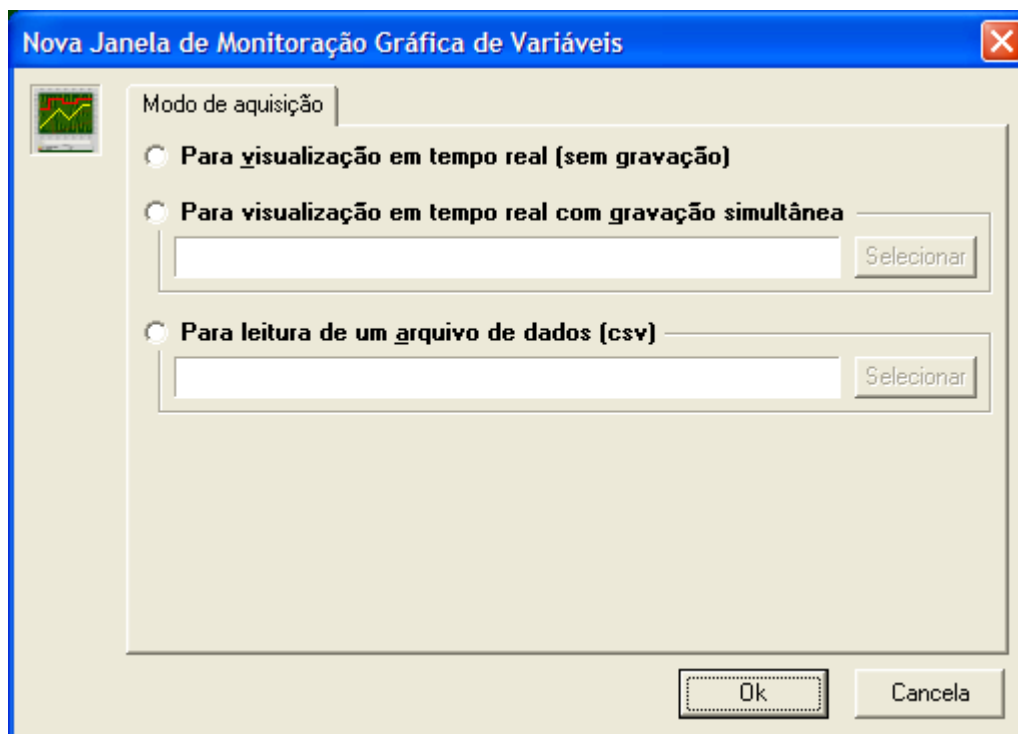 Nova Janela de Monitoração Gráfica de Variáveis
Modo de aquisição
Para visualização em tempo real (sem gravação)
Para visualização em tempo real com gravação simultânea
Selecionar
Para leitura de um arquivo de dados (csv)
Selecionar
Ok
Cancela